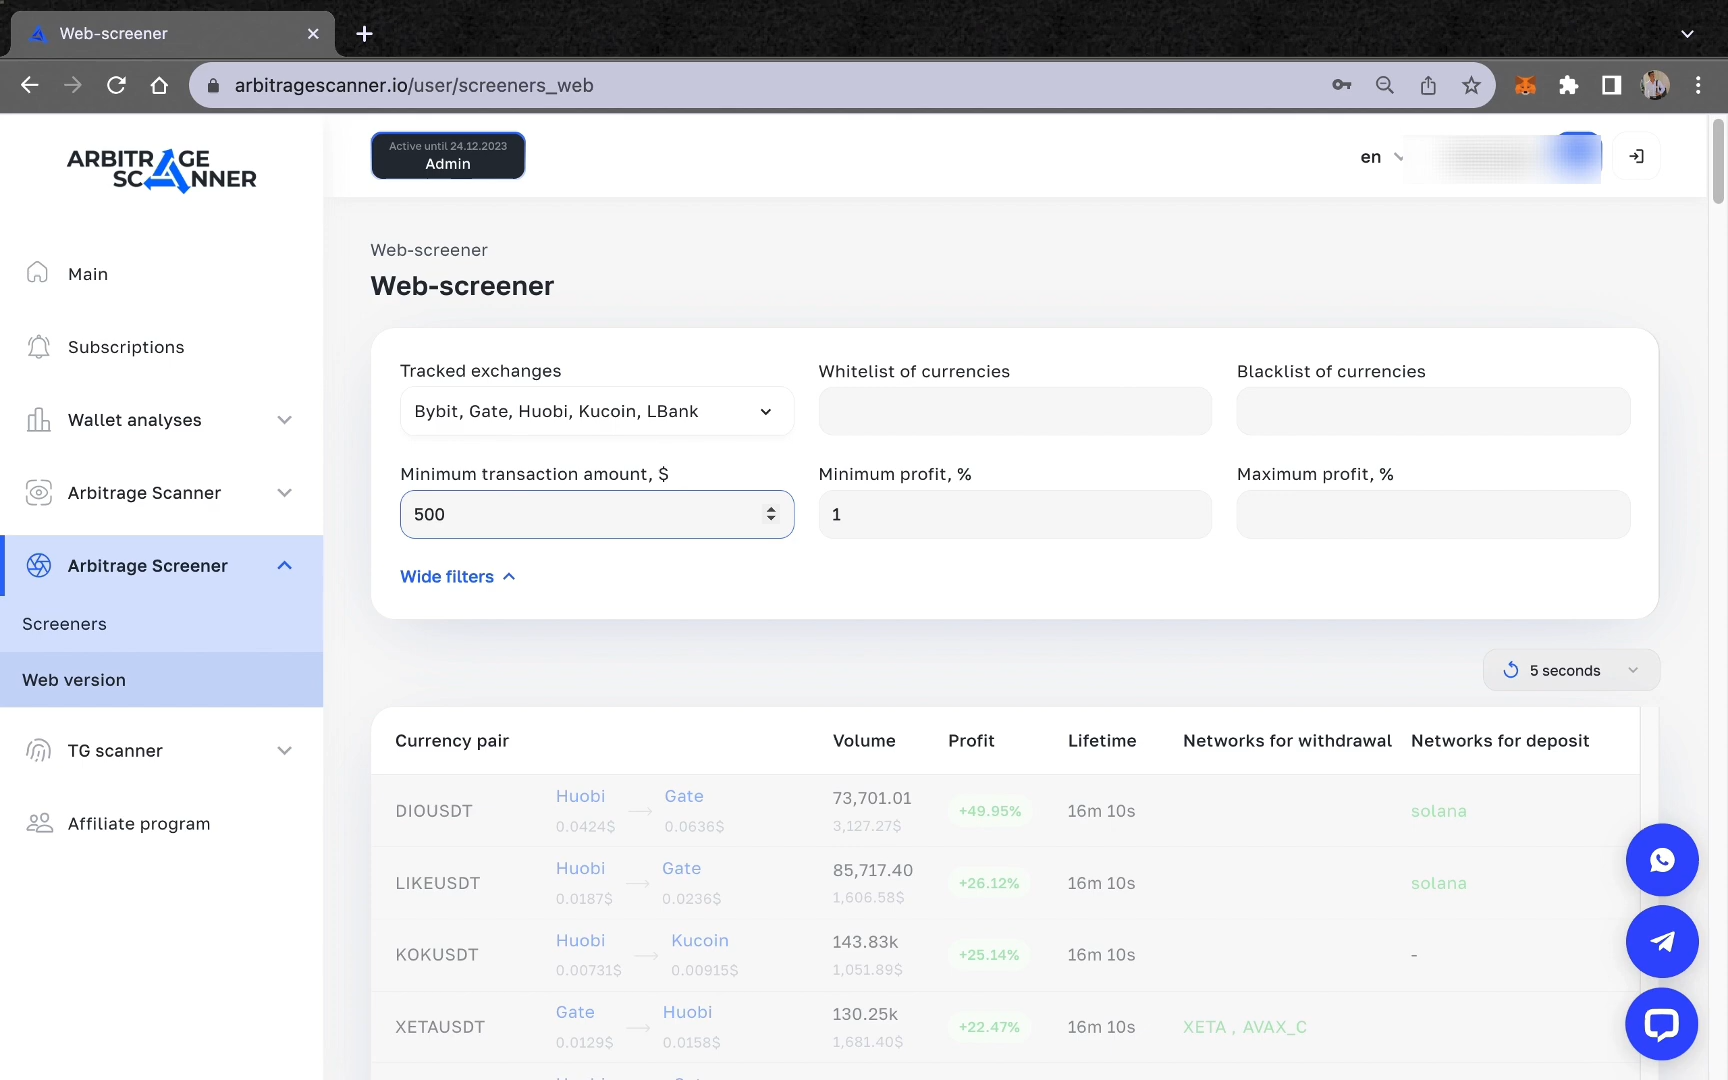 Web-screener
arbitragescanner.io/user/screeners_web
ARBITRAGE
SCANNER
Active until 24.12.2023
Admin
en
Main
Subscriptions
Wallet analyses
Arbitrage Scanner
Arbitrage Screener
Screeners
Web version
TG scanner
Affiliate program
Web-screener
Web-screener
Tracked exchanges
Whitelist of currencies
Blacklist of currencies
Bybit, Gate, Huobi, Kucoin, LBank
Minimum transaction amount, $
Minimum profit, %
Maximum profit, %
500
1
Wide filters
5 seconds
Currency pair Volume Profit Lifetime Networks for withdrawal Networks for deposit
DIOUSDT Huobi Gate 73,701.01 +49.95% 16m 10s solana
0.0424$ 0.0636$ 3,127.27$
LIKEUSDT Huobi Gate 85,717.40 +26.12% 16m 10s solana
0.0187$ 0.0236$ 1,606.58$
KOKUSDT Huobi Kucoin 143.83k +25.14% 16m 10s -
0.00731$ 0.00915$ 1,051.89$
XETAUSDT Gate Huobi 130.25k +22.47% 16m 10s XETA , AVAX_C
0.0129$ 0.0158$ 1,681.40$